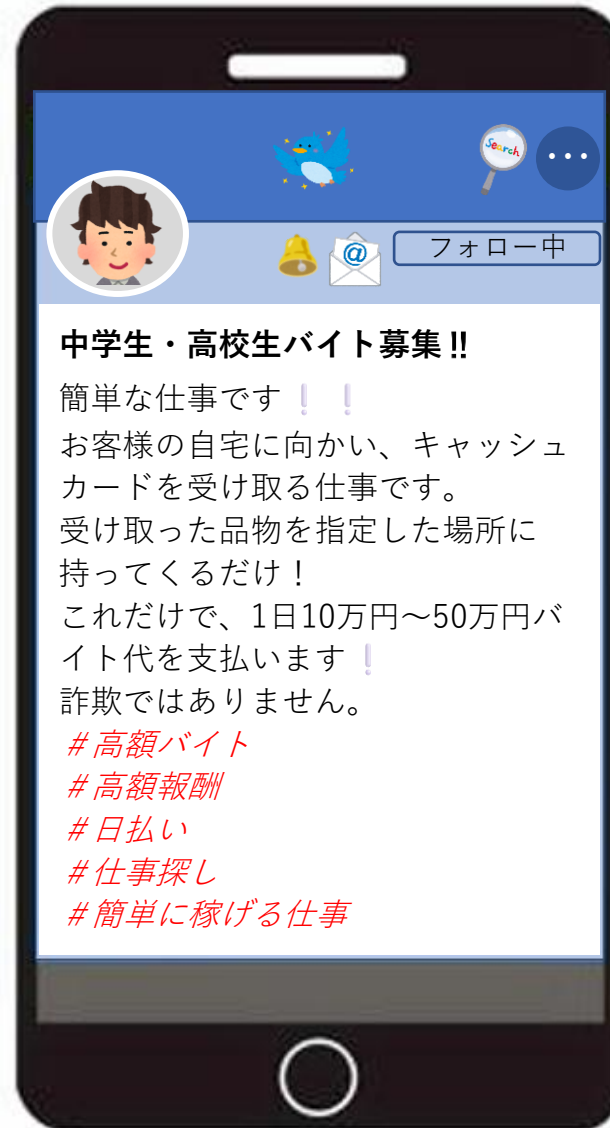 Search
フォロー中
中学生・高校生バイト募集‼
簡単な仕事です❕❕
お客様の自宅に向かい、キャッシュ
カードを受け取る仕事です。
受け取った品物を指定した場所に
持ってくるだけ！
これだけで、1日10万円～50万円バ
イト代を支払います❕
詐欺ではありません。
＃高額バイト
＃高額報酬
＃日払い
＃仕事探し
＃簡単に稼げる仕事